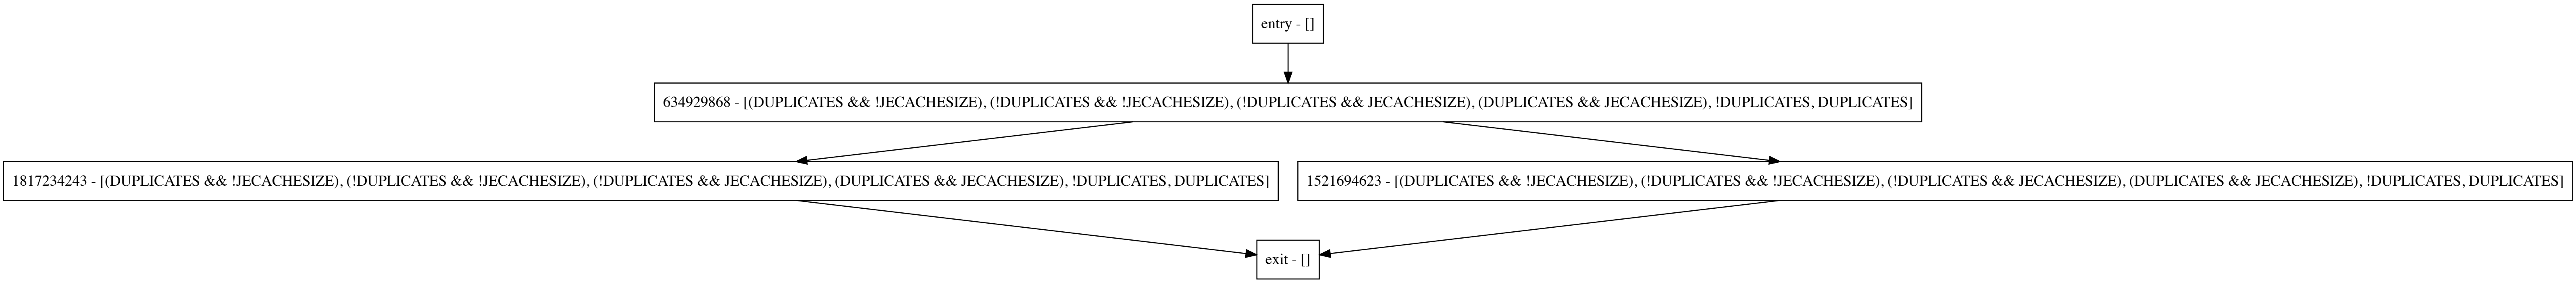 entry - []
634929868 - [(DUPLICATES && !JECACHESIZE), (!DUPLICATES && !JECACHESIZE), (!DUPLICATES && JECACHESIZE), (DUPLICATES && JECACHESIZE), !DUPLICATES, DUPLICATES]
1817234243 - [(DUPLICATES && !JECACHESIZE), (!DUPLICATES && !JECACHESIZE), (!DUPLICATES && JECACHESIZE), (DUPLICATES && JECACHESIZE), !DUPLICATES, DUPLICATES]
1521694623 - [(DUPLICATES && !JECACHESIZE), (!DUPLICATES && !JECACHESIZE), (!DUPLICATES && JECACHESIZE), (DUPLICATES && JECACHESIZE), !DUPLICATES, DUPLICATES]
exit - []